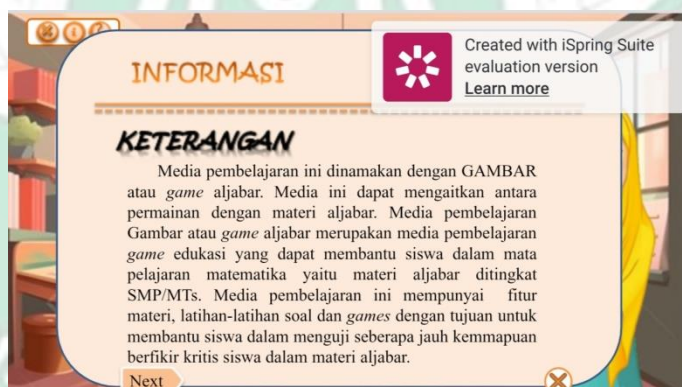 INFORMASI
Created with iSpring Suite
evaluation version
Learn more
KETERANGAN
Media pembelajaran ini dinamakan dengan GAMBAR
atau game aljabar. Media ini dapat mengaitkan antara
permainan dengan materi aljabar. Media pembelajaran
Gambar atau game aljabar merupakan media pembelajaran
game edukasi yang dapat membantu siswa dalam mata
pelajaran matematika yaitu materi aljabar ditingkat
SMP/MTs. Media pembelajaran ini mempunyai fitur
materi, latihan-latihan soal dan games dengan tujuan untuk
membantu siswa dalam menguji seberapa jauh kemmapuan
berfikir kritis siswa dalam materi aljabar.
Next